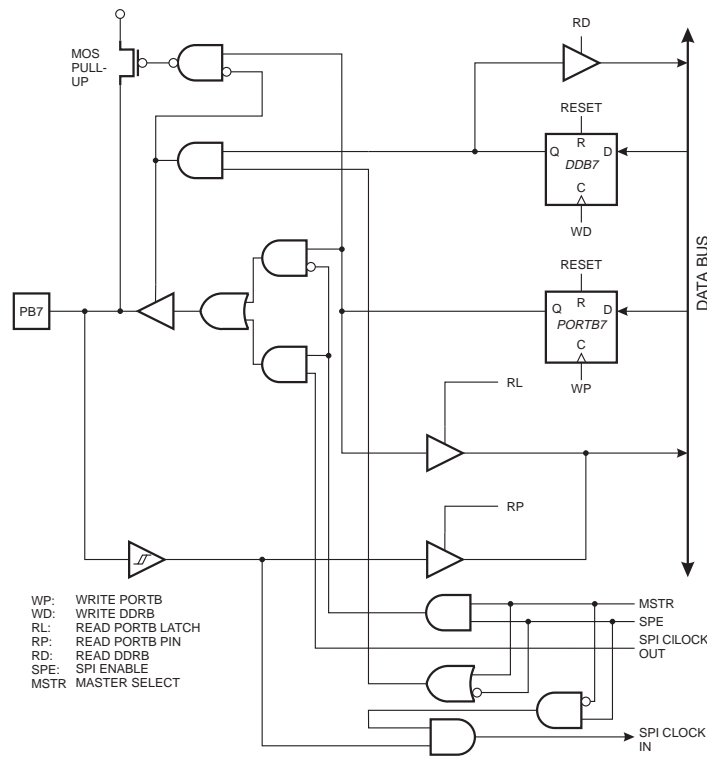 RD
MOS
PULL-
UP
RESET
R
Q
D
DDB7
C
WD
DATA BUS
RESET
R
Q
D
PORTB7
C
WP
PB7
RL
RP
WP: WRITE PORTB
WD: WRITE DDRB
RL: READ PORTB LATCH
RP: READ PORTB PIN
RD: READ DDRB
SPE: SPI ENABLE
MSTR MASTER SELECT
MSTR
SPE
SPI CILOCK
OUT
SPI CLOCK
IN